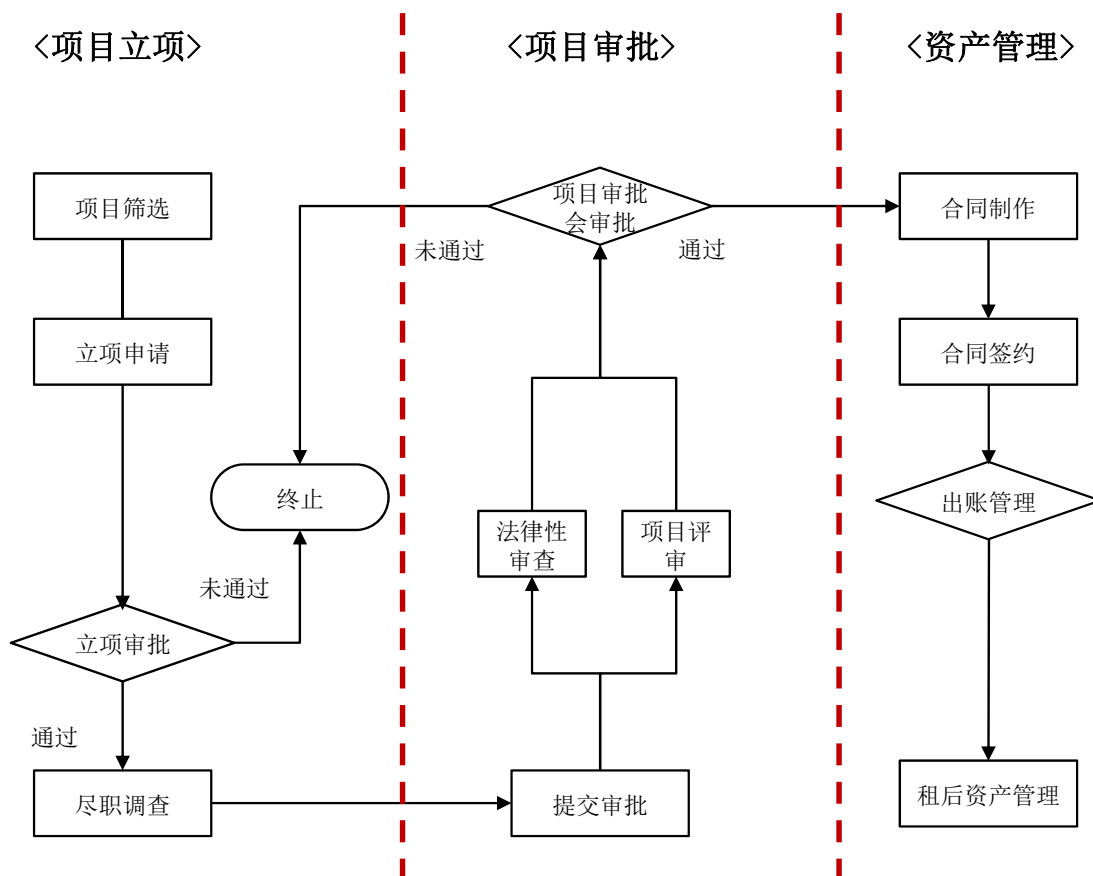 <项目立项>
<项目审批>
<资产管理>
项目筛选
立项申请
终止
未通过
立项审批
通过
尽职调查
项目审批
会审批
未通过
通过
法律性
审查
项目评
审
提交审批
合同制作
合同签约
出账管理
租后资产管理